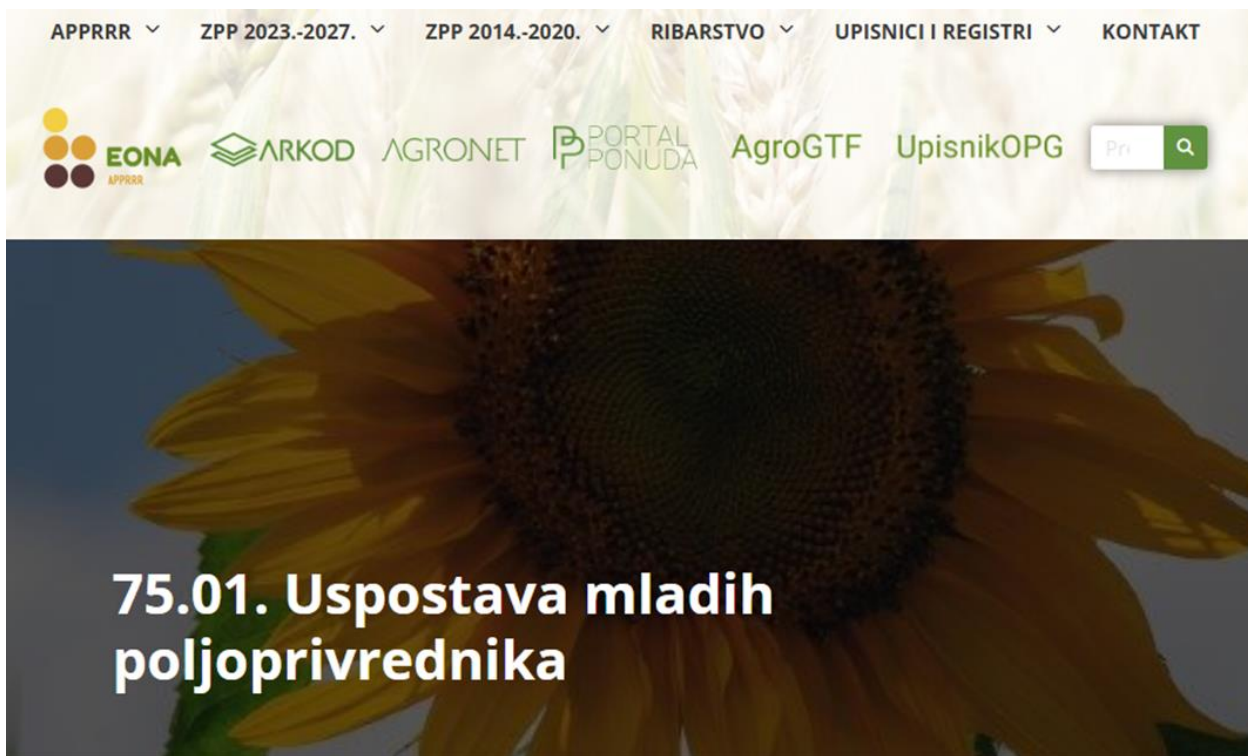 APPRRR ZPP 2023.-2027. ZPP 2014.-2020. RIBARSTVO UPISNICI I REGISTRI KONTAKT
EONA
APPRRR
ARKOD
AGRONET
PORTAL
PONUDA
AgroGTF
UpisnikOPG
75.01. Uspostava mladih
poljoprivrednika